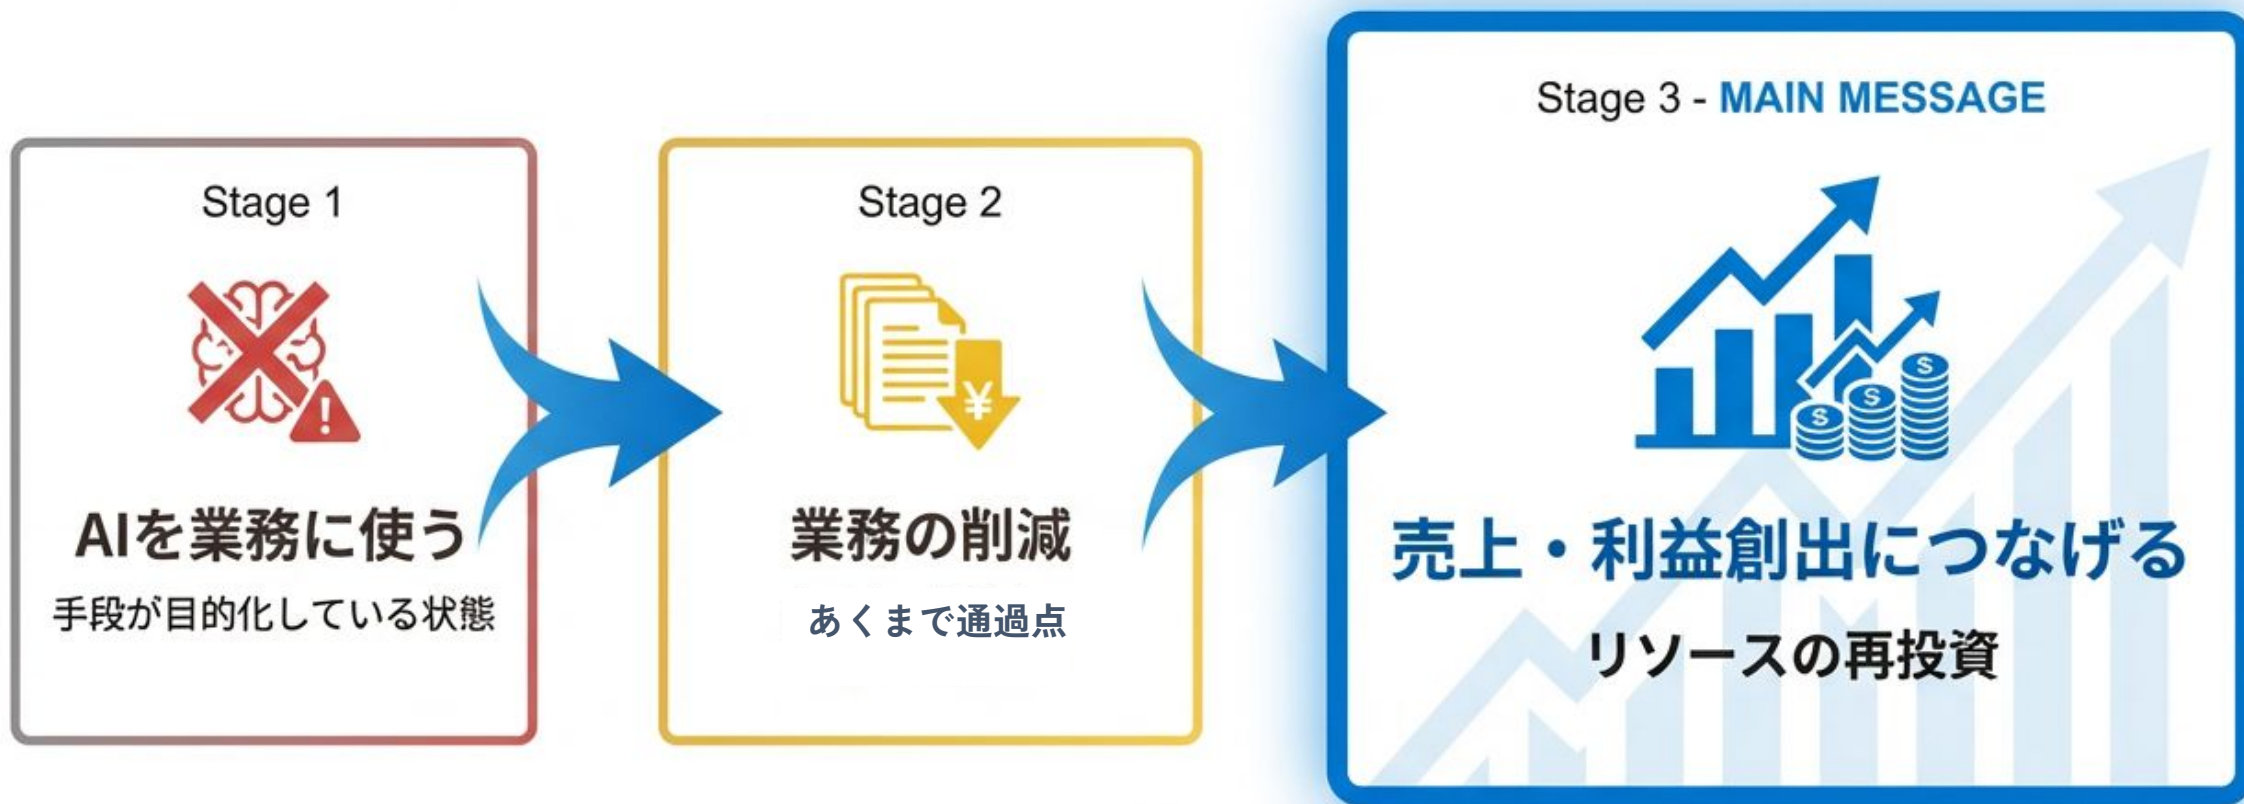 Stage 1
AIを業務に使う
手段が目的化している状態
Stage 2
¥
業務の削減
あくまで通過点
Stage 3 - MAIN MESSAGE
$
$
$
売上・利益創出につなげる
リソースの再投資